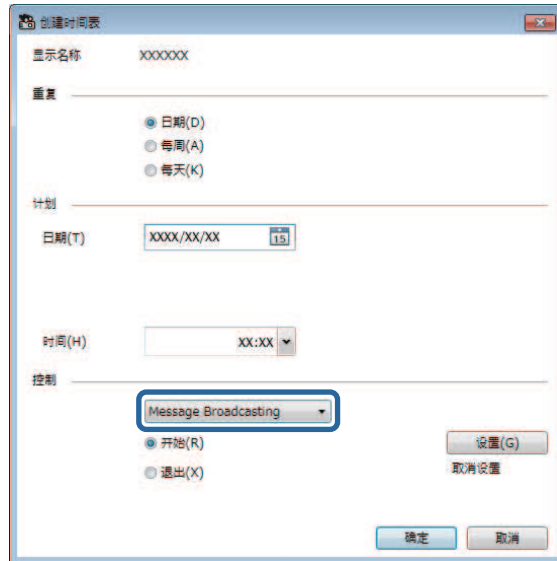 创建时间表
显示名称 XXXXXX
重复
日期(D)
每周(A)
每天(K)
计划
日期(T) XXXX/XX/XX 15
时间(H) XX:XX
控制
Message Broadcasting
开始(R) 设置(G)
退出(X) 取消设置
确定 取消